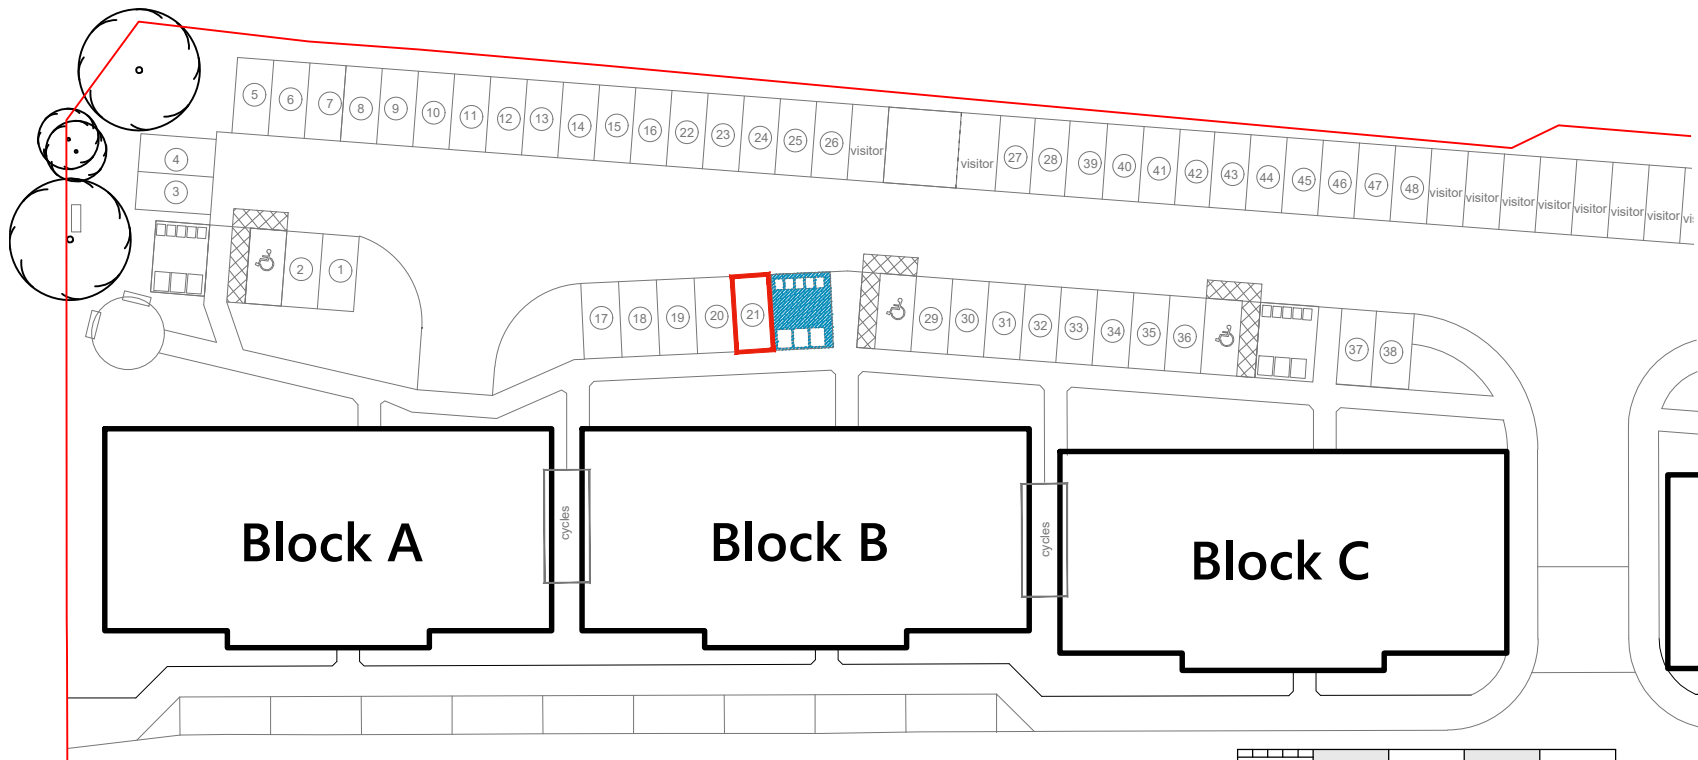 5 6 7 8 9 10 11 12 13 14 15 16 22 23 24 25 26 visitor visitor 27 28 39 40 41 42 43 44 45 46 47 48 visitor visitor visitor visitor visitor visitor visitor
4
3
2 1
17 18 19 20 21 29 30 31 32 33 34 35 36 37 38
cycles
cycles
Block A
Block B
Block C